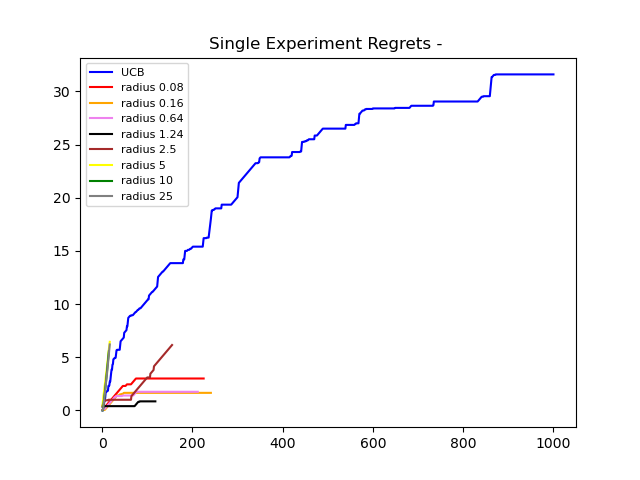 Single Experiment Regrets -
UCB
radius 0.08
radius 0.16
radius 0.64
radius 1.24
radius 2.5
radius 5
radius 10
radius 25
30
25
20
15
10
5
0
0 200 400 600 800 1000